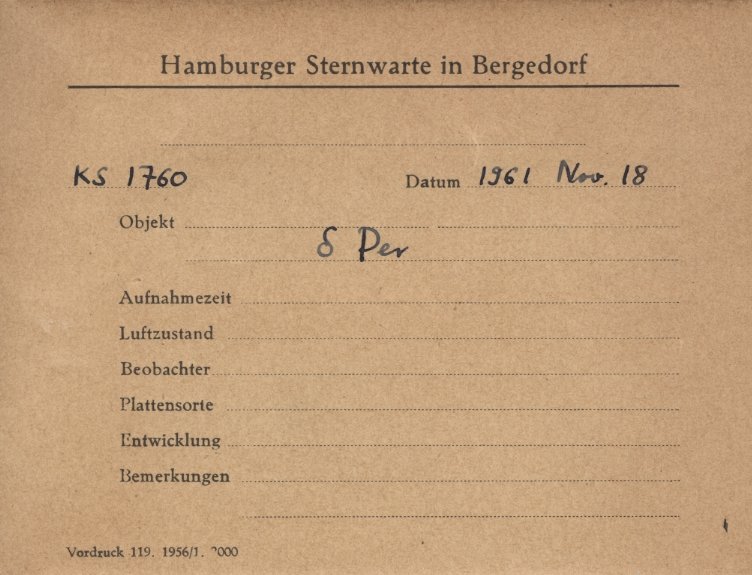 Hamburger Sternwarte in Bergedorf
KS 1760 Datum 1961 Nov. 18
Objekt
δ Per
Aufnahmezeit
Luftzustand
Beobachter
Plattensorte
Entwicklung
Bemerkungen
Vordruck 119. 1956/1. 2000